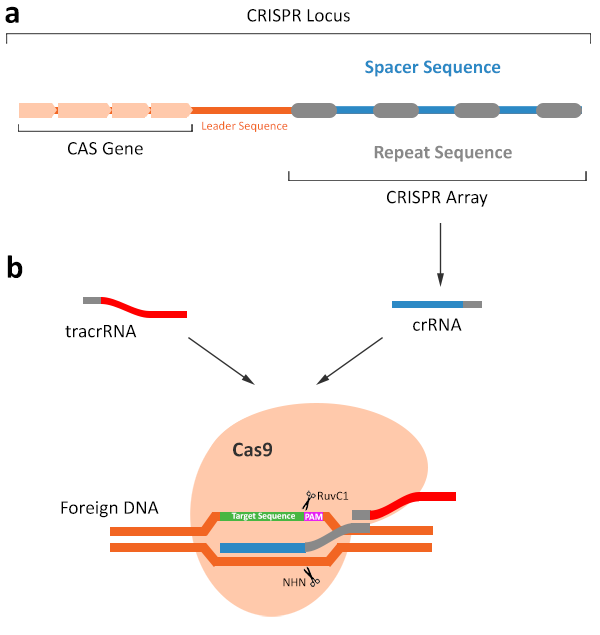 a
CRISPR Locus
Spacer Sequence
Leader Sequence
CAS Gene
Repeat Sequence
CRISPR Array
b
tracrRNA
crRNA
Cas9
RuvC1
Foreign DNA
Target Sequence
PAM
NHN